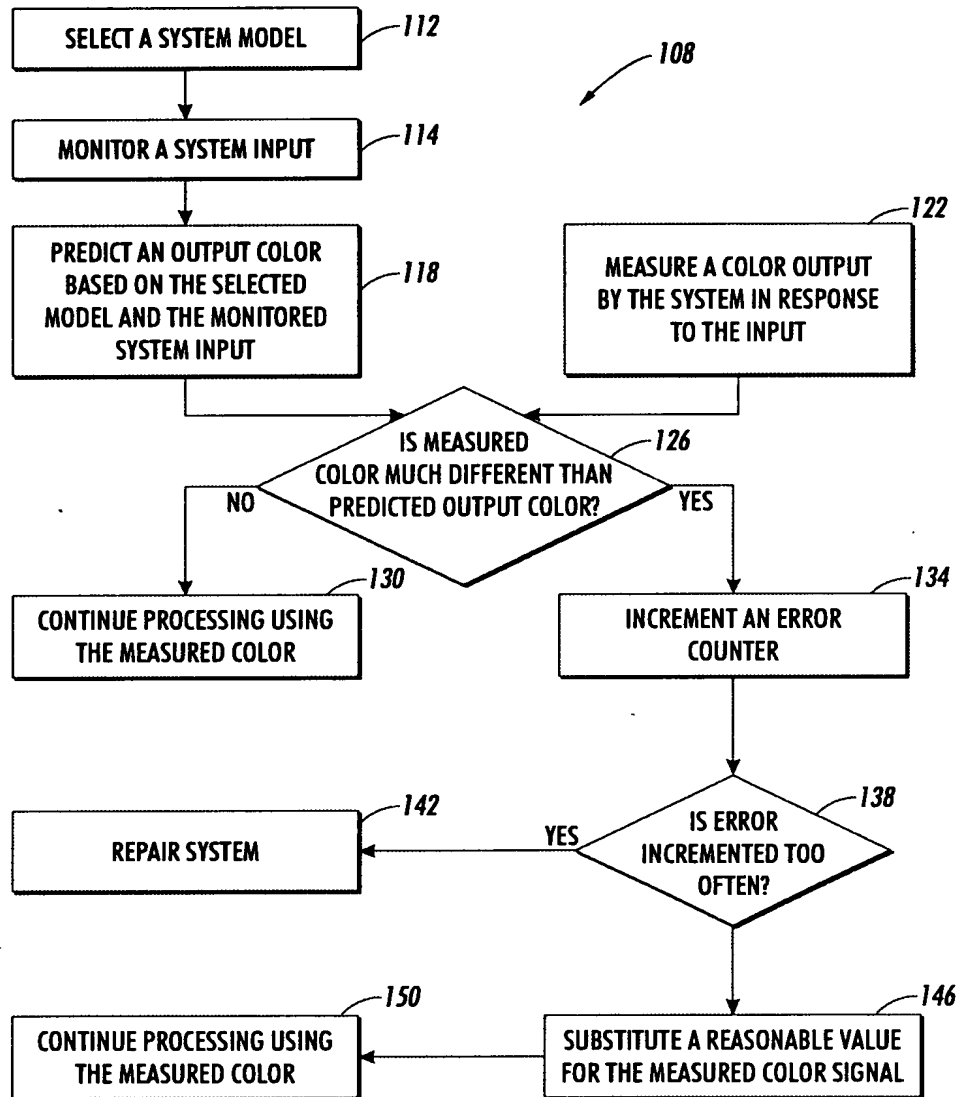 SELECT A SYSTEM MODEL
112
108
MONITOR A SYSTEM INPUT
114
PREDICT AN OUTPUT COLOR
BASED ON THE SELECTED
MODEL AND THE MONITORED
SYSTEM INPUT
118
122
MEASURE A COLOR OUTPUT
BY THE SYSTEM IN RESPONSE
TO THE INPUT
IS MEASURED
COLOR MUCH DIFFERENT THAN
PREDICTED OUTPUT COLOR?
126
NO
YES
130
CONTINUE PROCESSING USING
THE MEASURED COLOR
134
INCREMENT AN ERROR
COUNTER
138
IS ERROR
INCREMENTED TOO
OFTEN?
YES
142
REPAIR SYSTEM
146
SUBSTITUTE A REASONABLE VALUE
FOR THE MEASURED COLOR SIGNAL
150
CONTINUE PROCESSING USING
THE MEASURED COLOR